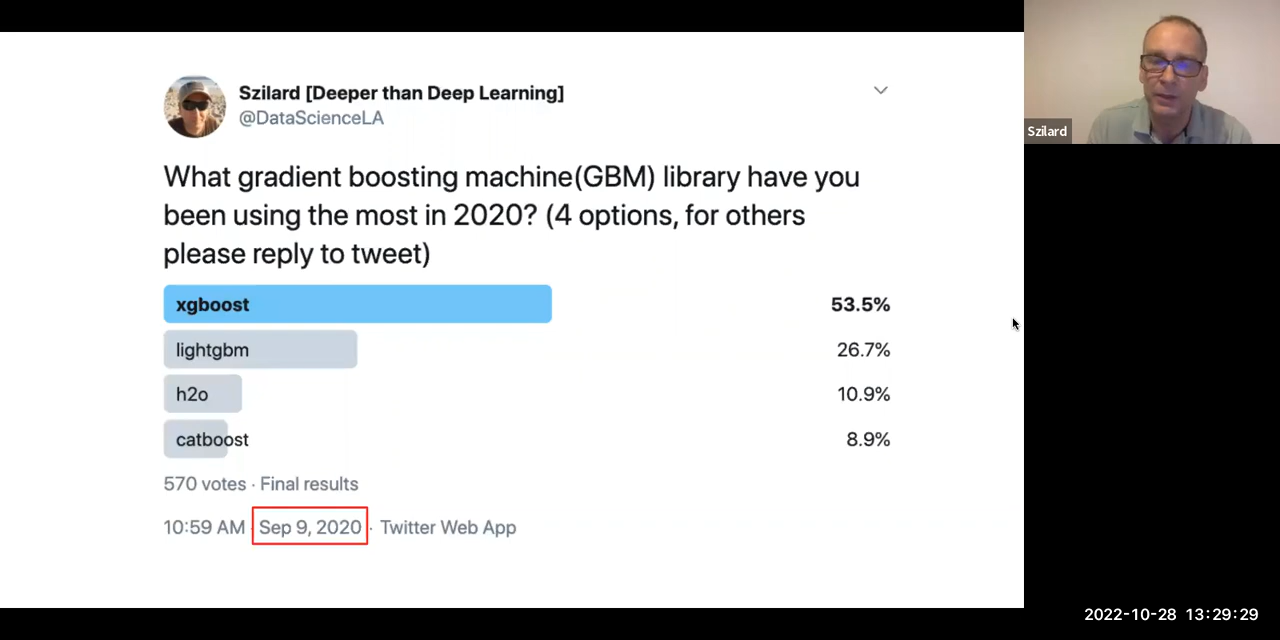 Szilard [Deeper than Deep Learning]
@DataScienceLA
What gradient boosting machine(GBM) library have you
been using the most in 2020? (4 options, for others
please reply to tweet)
xgboost 53.5%
lightgbm 26.7%
h2o 10.9%
catboost 8.9%
570 votes · Final results
10:59 AM · Sep 9, 2020 · Twitter Web App
Szilard
2022-10-28 13:29:29